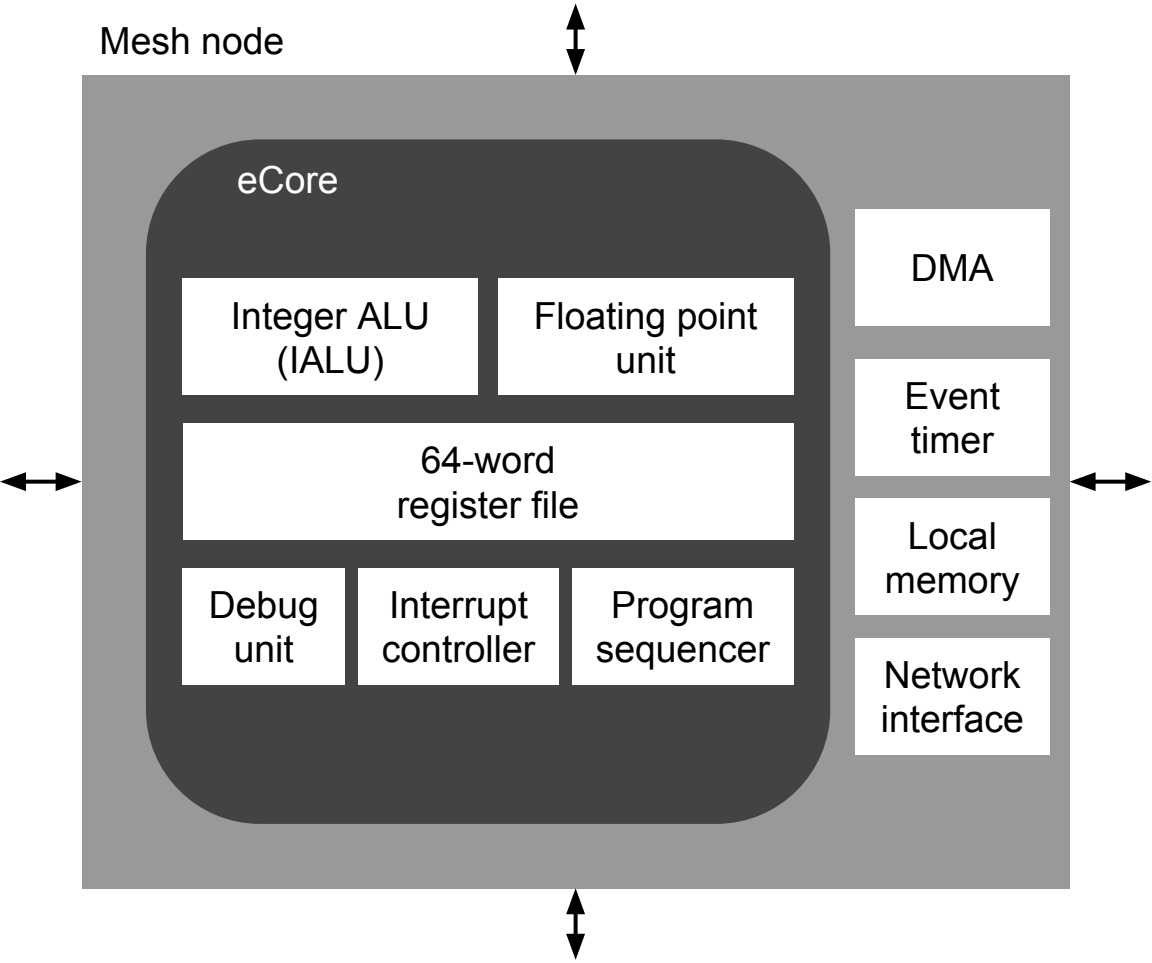 Mesh node
eCore
Integer ALU
(IALU)
Floating point
unit
64-word
register file
Debug
unit
Interrupt
controller
Program
sequencer
DMA
Event
timer
Local
memory
Network
interface